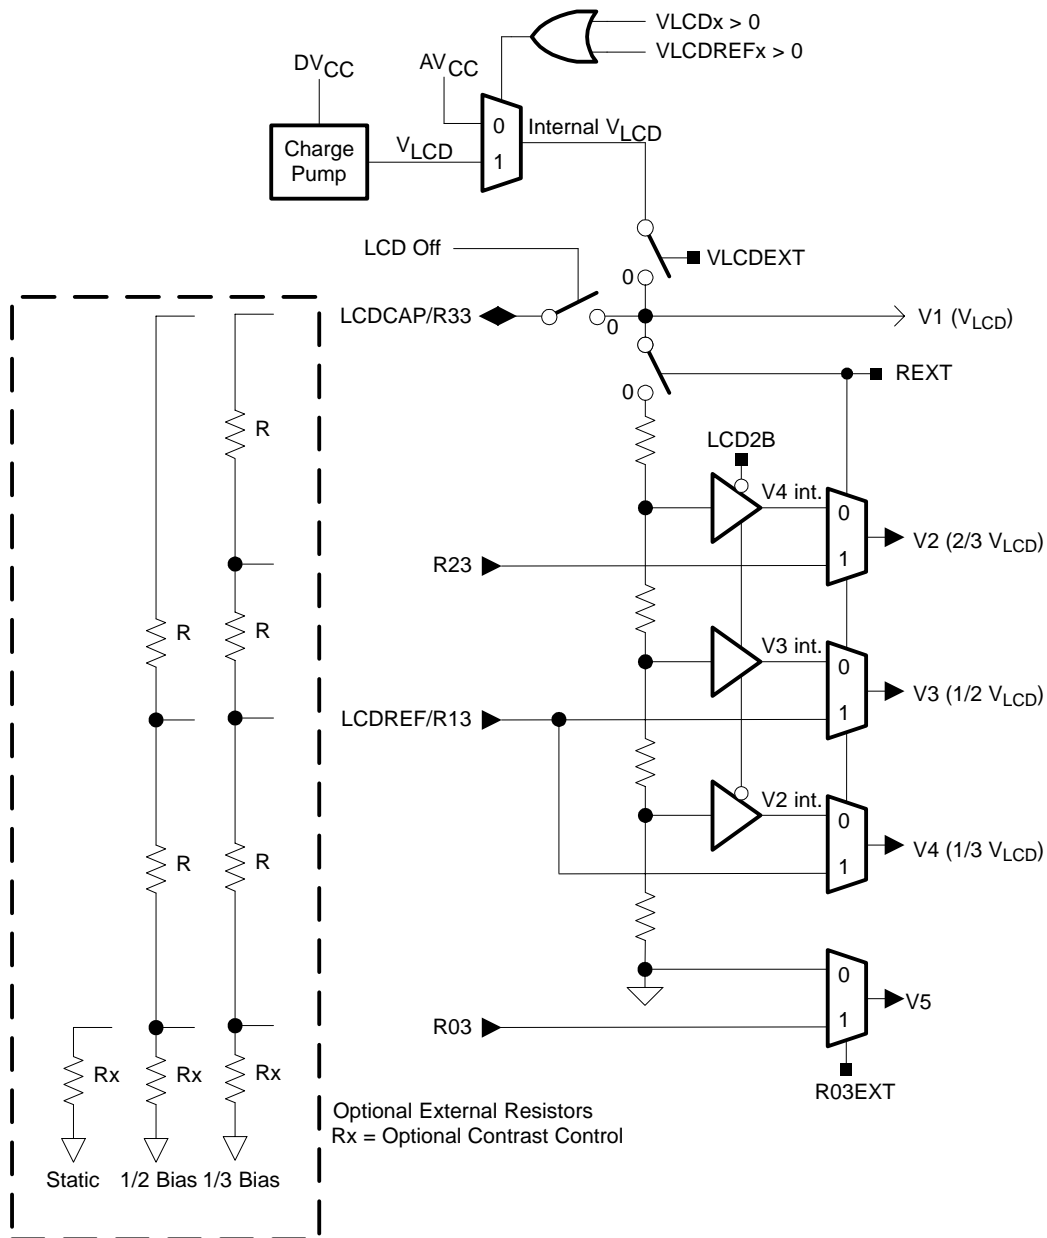 VLCDx > 0
VLCDREFx > 0
DVCC
AVCC
Charge
Pump
VLCD
0
1
Internal VLCD
LCD Off
VLCDEXT
0
LCDCAP/R33
0
V1 (VLCD)
REXT
0
R
LCD2B
V4 int.
0
1
V2 (2/3 VLCD)
R23
R
R
V3 int.
0
1
V3 (1/2 VLCD)
LCDREF/R13
V2 int.
0
1
V4 (1/3 VLCD)
R
R
0
1
V5
R03
R03EXT
Rx
Rx
Rx
Optional External Resistors
Rx = Optional Contrast Control
Static
1/2 Bias
1/3 Bias